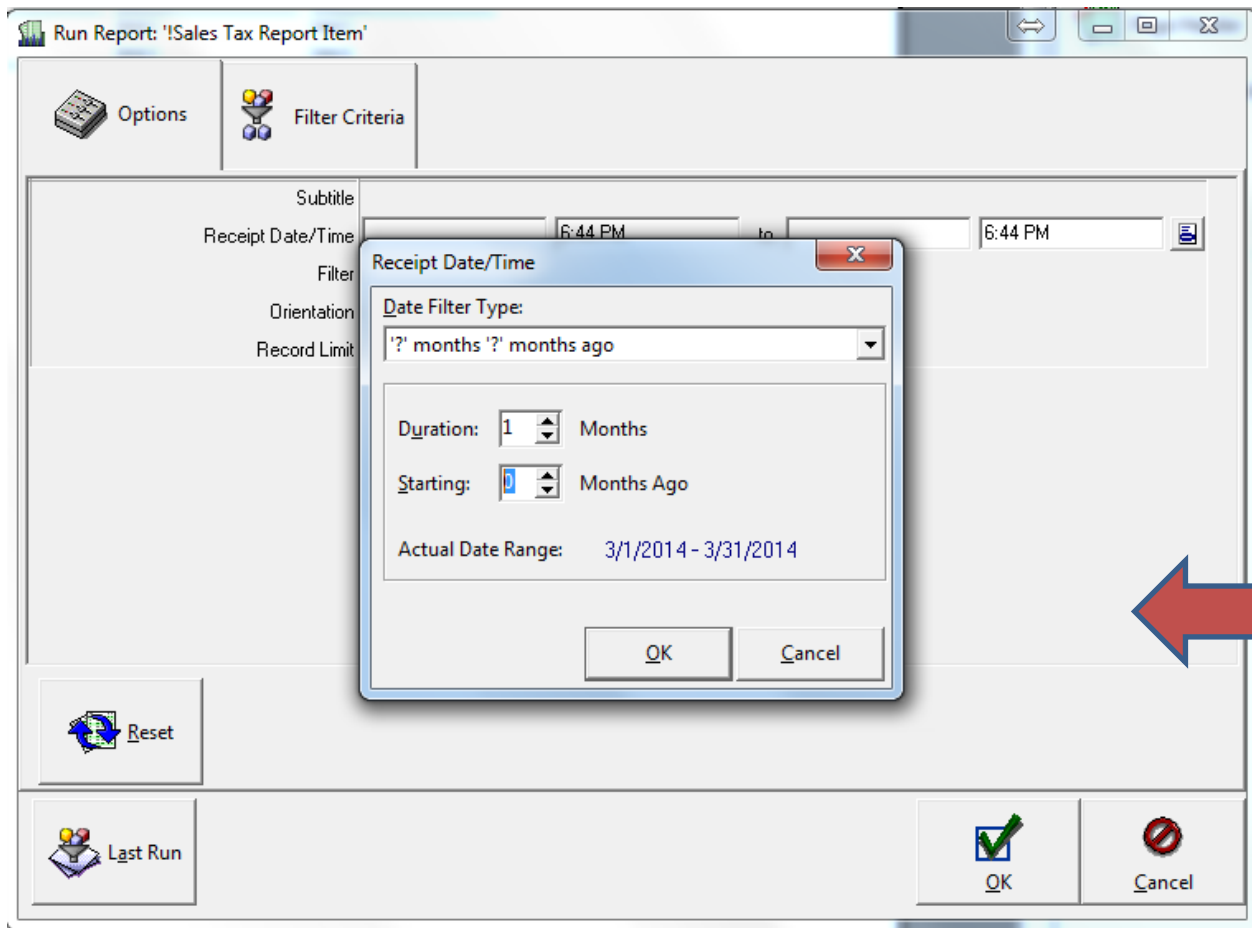 Run Report: '!Sales Tax Report Item'
Options
Filter Criteria
Subtitle
Receipt Date/Time 6:44 PM to 6:44 PM
Filter
Orientation
Record Limit
Receipt Date/Time
Date Filter Type:
'?' months '?' months ago
Duration: 1 Months
Starting: 0 Months Ago
Actual Date Range: 3/1/2014 - 3/31/2014
OK Cancel
Reset
Last Run
OK Cancel